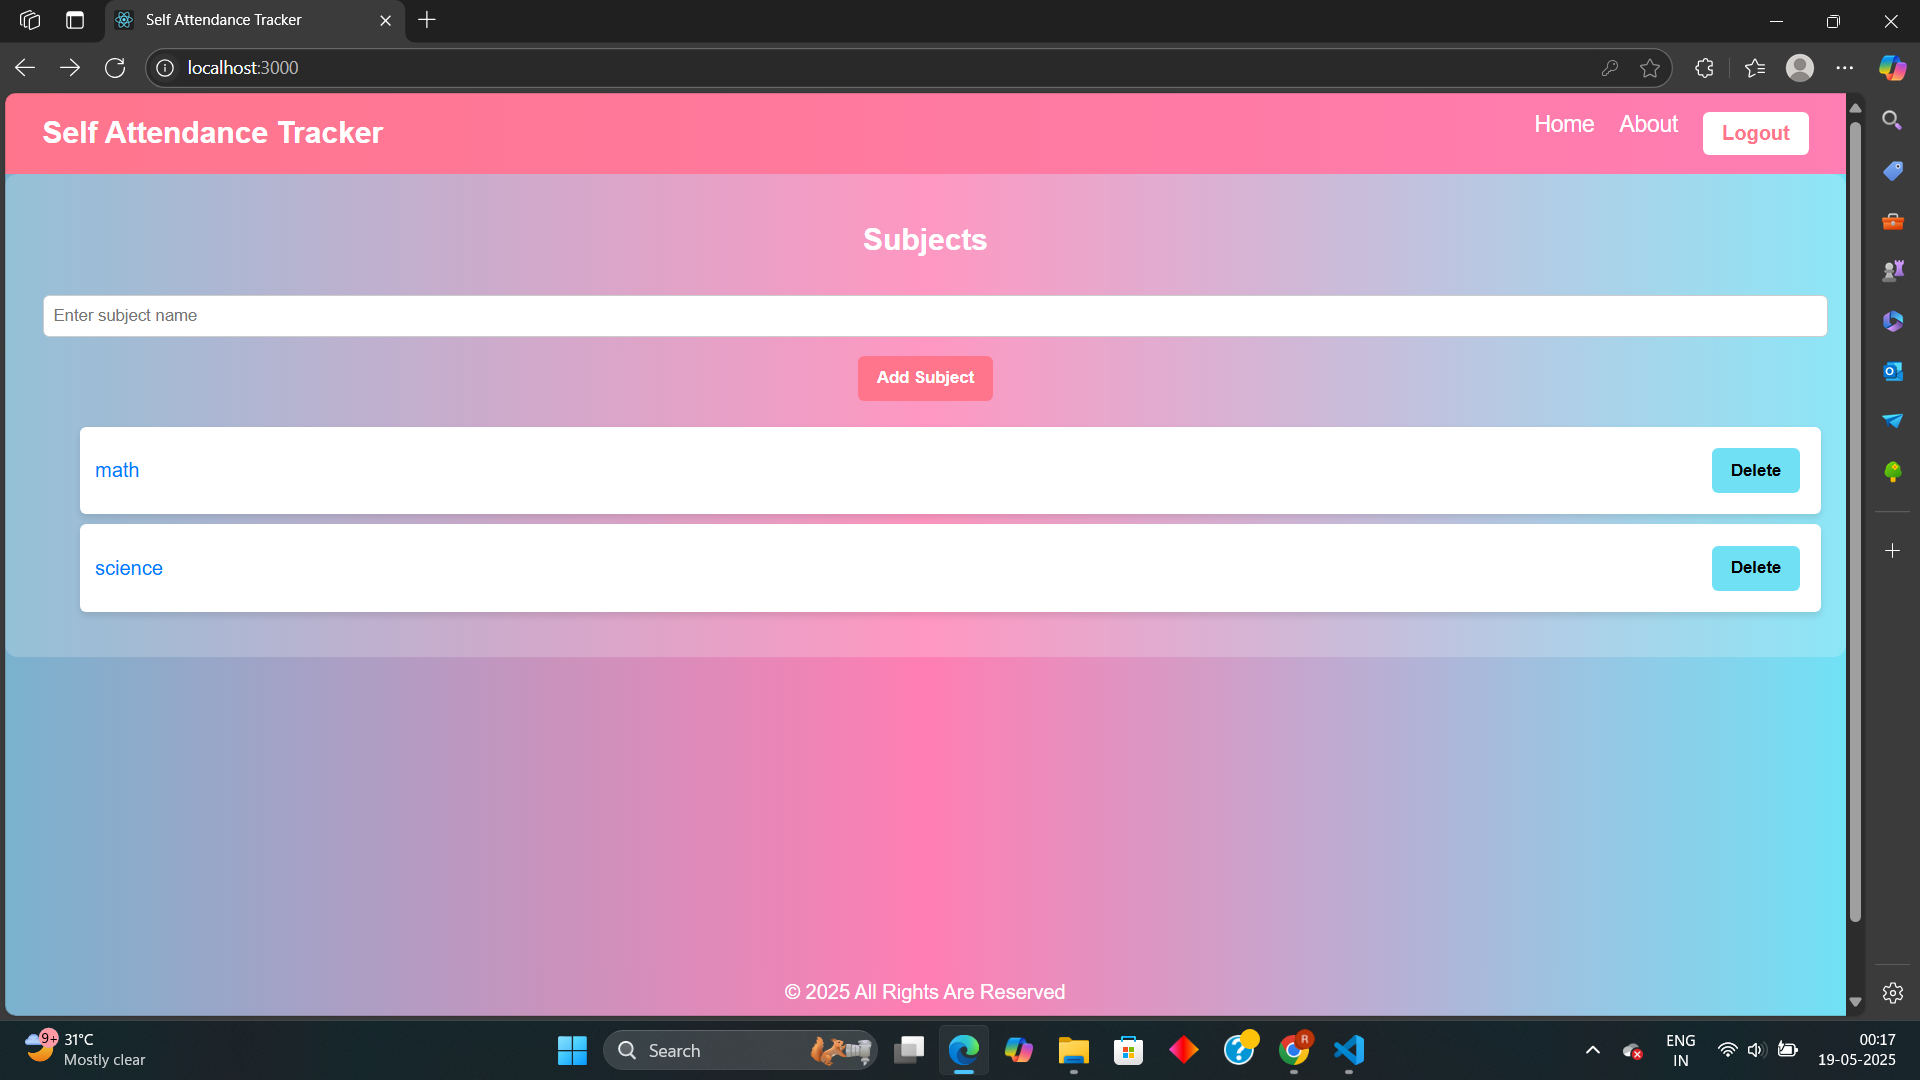 Self Attendance Tracker
localhost:3000
Self Attendance Tracker
Home About Logout
Subjects
Enter subject name
Add Subject
math Delete
science Delete
© 2025 All Rights Are Reserved
9+ 31°C
Mostly clear
Search
R
ENG
IN
00:17
19-05-2025